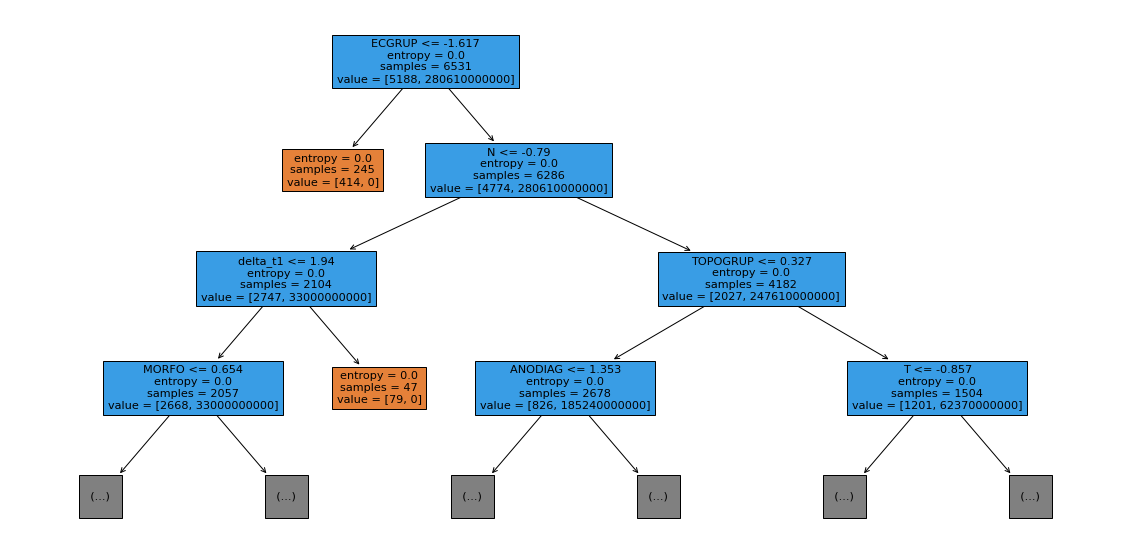 ECGRUP <= -1.617
entropy = 0.0
samples = 6531
value = [5188, 280610000000]
entropy = 0.0
samples = 245
value = [414, 0]
N <= -0.79
entropy = 0.0
samples = 6286
value = [4774, 280610000000]
delta_t1 <= 1.94
entropy = 0.0
samples = 2104
value = [2747, 33000000000]
TOPOGRUP <= 0.327
entropy = 0.0
samples = 4182
value = [2027, 247610000000]
MORFO <= 0.654
entropy = 0.0
samples = 2057
value = [2668, 33000000000]
entropy = 0.0
samples = 47
value = [79, 0]
ANODIAG <= 1.353
entropy = 0.0
samples = 2678
value = [826, 185240000000]
T <= -0.857
entropy = 0.0
samples = 1504
value = [1201, 62370000000]
(...)
(...)
(...)
(...)
(...)
(...)